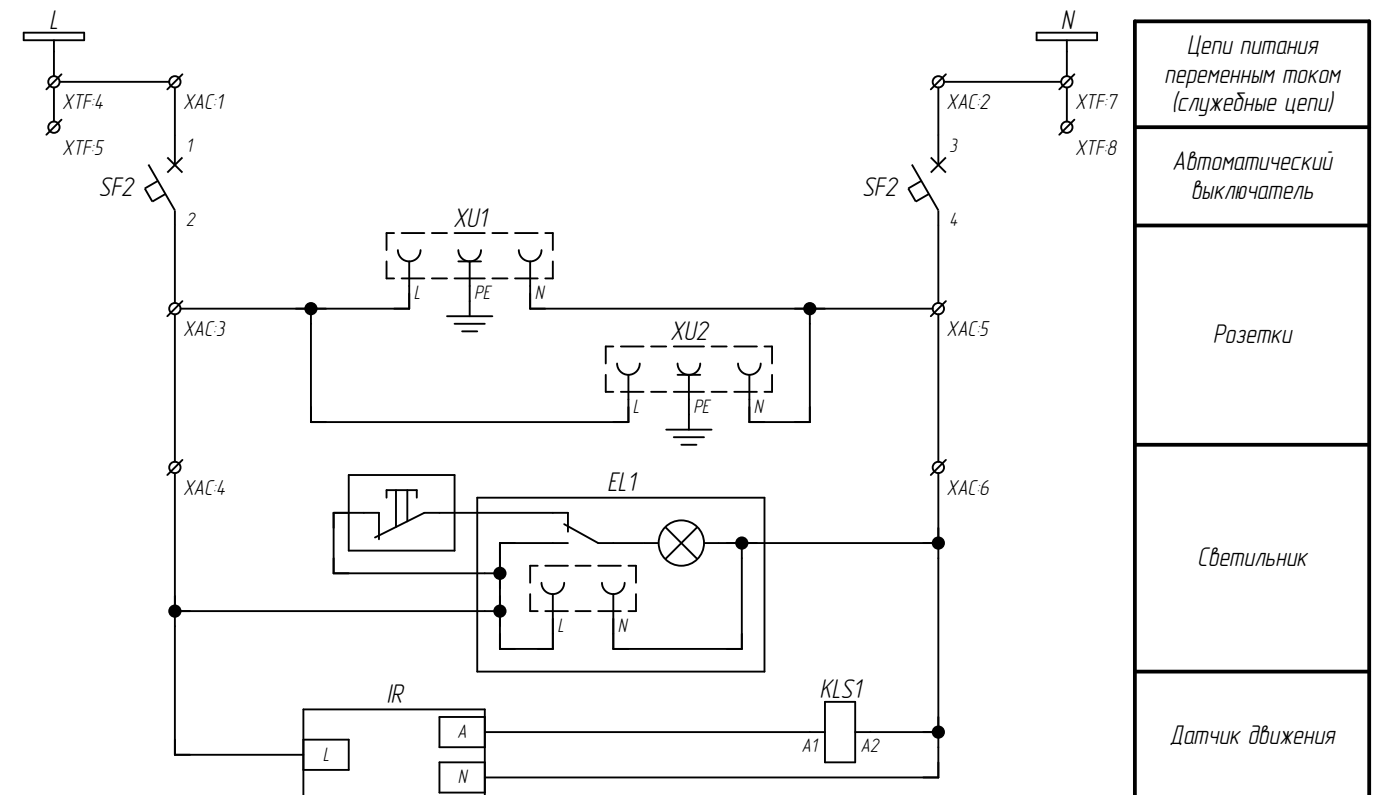 L
N
Цепи питания
переменным током
(служебные цепи)
XTF:4
XAC:1
XAC:2
XTF:7
XTF:5
XTF:8
1
3
Автоматический
выключатель
SF2
SF2
2
4
XU1
L
PE
N
XAC:3
XAC:5
Розетки
XU2
L
PE
N
XAC:4
XAC:6
EL1
Светильник
L
N
IR
KLS1
A
A1
A2
Датчик движения
L
N